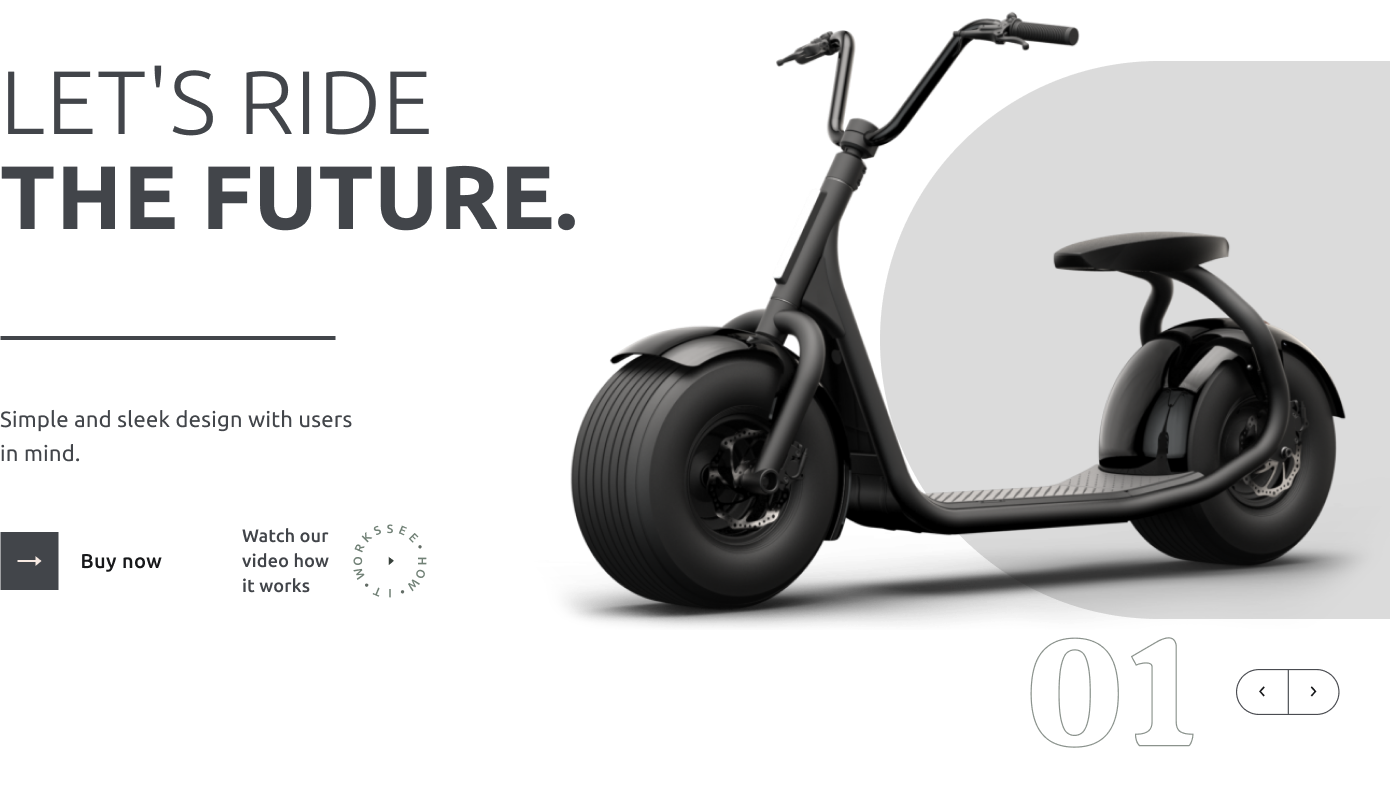 LET'S RIDE
THE FUTURE.
Simple and sleek design with users
in mind.
Buy now
Watch our
video how
it works
SEE • HOW • IT • WORKS
01